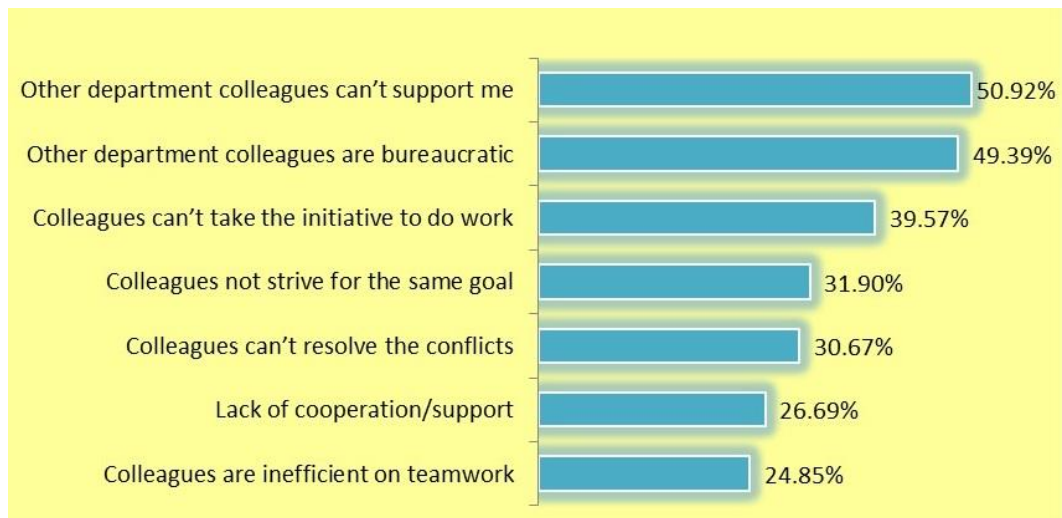 Other department colleagues can’t support me 50.92%
Other department colleagues are bureaucratic 49.39%
Colleagues can’t take the initiative to do work 39.57%
Colleagues not strive for the same goal 31.90%
Colleagues can’t resolve the conflicts 30.67%
Lack of cooperation/support 26.69%
Colleagues are inefficient on teamwork 24.85%